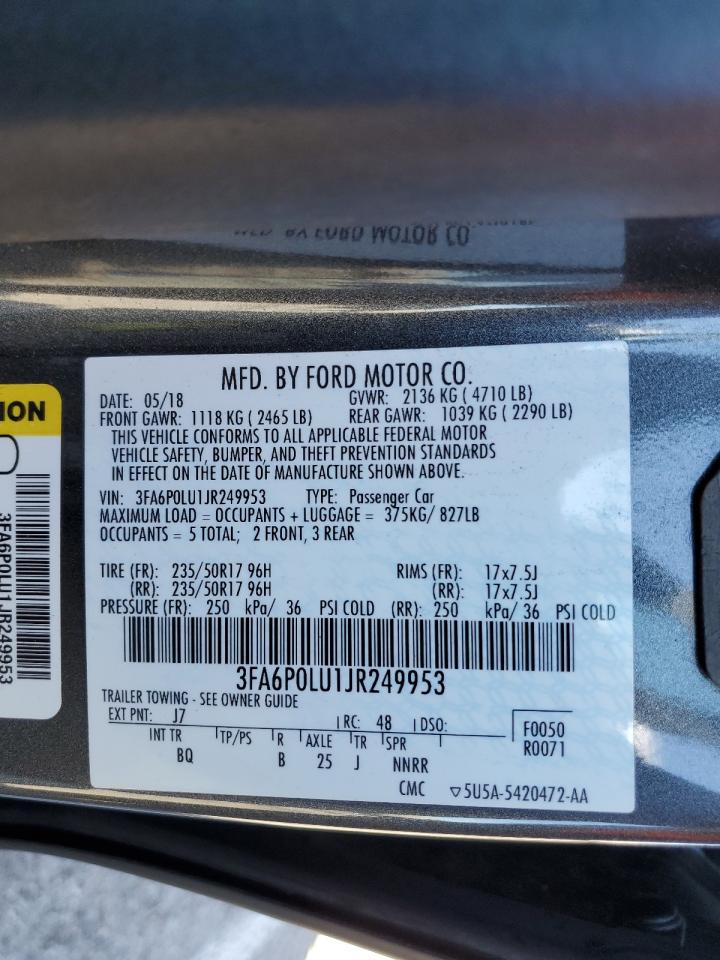 MFD. BY FORD MOTOR CO.
MFD. BY FORD MOTOR CO.
DATE: 05/18 GVWR: 2136 KG ( 4710 LB)
FRONT GAWR: 1118 KG ( 2465 LB) REAR GAWR: 1039 KG ( 2290 LB)
THIS VEHICLE CONFORMS TO ALL APPLICABLE FEDERAL MOTOR
VEHICLE SAFETY, BUMPER, AND THEFT PREVENTION STANDARDS
IN EFFECT ON THE DATE OF MANUFACTURE SHOWN ABOVE.
VIN: 3FA6P0LU1JR249953 TYPE: Passenger Car
MAXIMUM LOAD = OCCUPANTS + LUGGAGE = 375KG/ 827LB
OCCUPANTS = 5 TOTAL; 2 FRONT, 3 REAR
TIRE (FR): 235/50R17 96H RIMS (FR): 17x7.5J
(RR): 235/50R17 96H (RR): 17x7.5J
PRESSURE (FR): 250 kPa/ 36 PSI COLD (RR): 250 kPa/ 36 PSI COLD
3FA6P0LU1JR249953
TRAILER TOWING - SEE OWNER GUIDE
EXT PNT: J7 RC: 48 DSO:
F0050
R0071
INT TR TP/PS R AXLE TR SPR
BQ B 25 J NNRR
CMC ▽5U5A-5420472-AA
ION
3FA6P0LU1JR249953